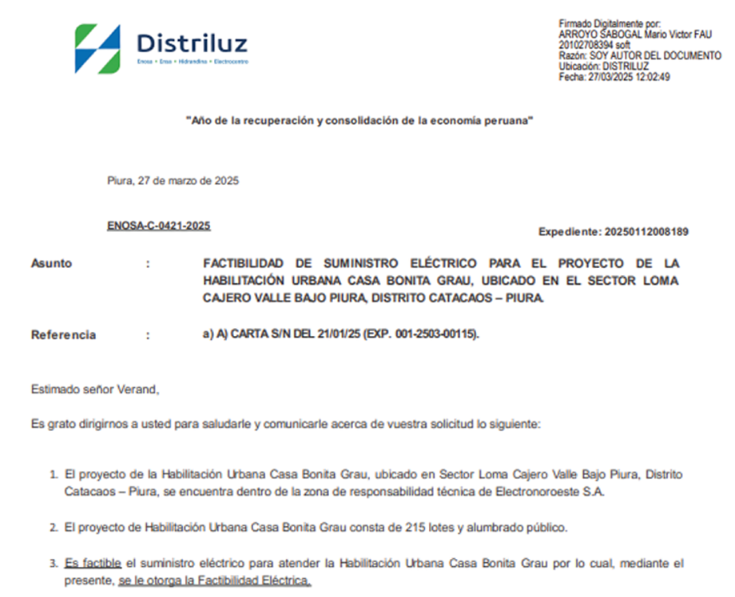 Distriluz
Enosa • Ensa • Hidrandina • Electrocentro
Firmado Digitalmente por:
ARROYO SABOGAL Mario Victor FAU
20102708394 soft
Razón: SOY AUTOR DEL DOCUMENTO
Ubicación: DISTRILUZ
Fecha: 27/03/2025 12:02:49
"Año de la recuperación y consolidación de la economía peruana"
Piura, 27 de marzo de 2025
ENOSA-C-0421-2025
Expediente: 20250112008189
Asunto : FACTIBILIDAD DE SUMINISTRO ELÉCTRICO PARA EL PROYECTO DE LA
HABILITACIÓN URBANA CASA BONITA GRAU, UBICADO EN EL SECTOR LOMA
CAJERO VALLE BAJO PIURA, DISTRITO CATACAOS – PIURA.
Referencia : a) A) CARTA S/N DEL 21/01/25 (EXP. 001-2503-00115).
Estimado señor Verand,
Es grato dirigirnos a usted para saludarle y comunicarle acerca de vuestra solicitud lo siguiente:
1. El proyecto de la Habilitación Urbana Casa Bonita Grau, ubicado en Sector Loma Cajero Valle Bajo Piura, Distrito
Catacaos – Piura, se encuentra dentro de la zona de responsabilidad técnica de Electronoroeste S.A.
2. El proyecto de Habilitación Urbana Casa Bonita Grau consta de 215 lotes y alumbrado público.
3. Es factible el suministro eléctrico para atender la Habilitación Urbana Casa Bonita Grau por lo cual, mediante el
presente, se le otorga la Factibilidad Eléctrica.